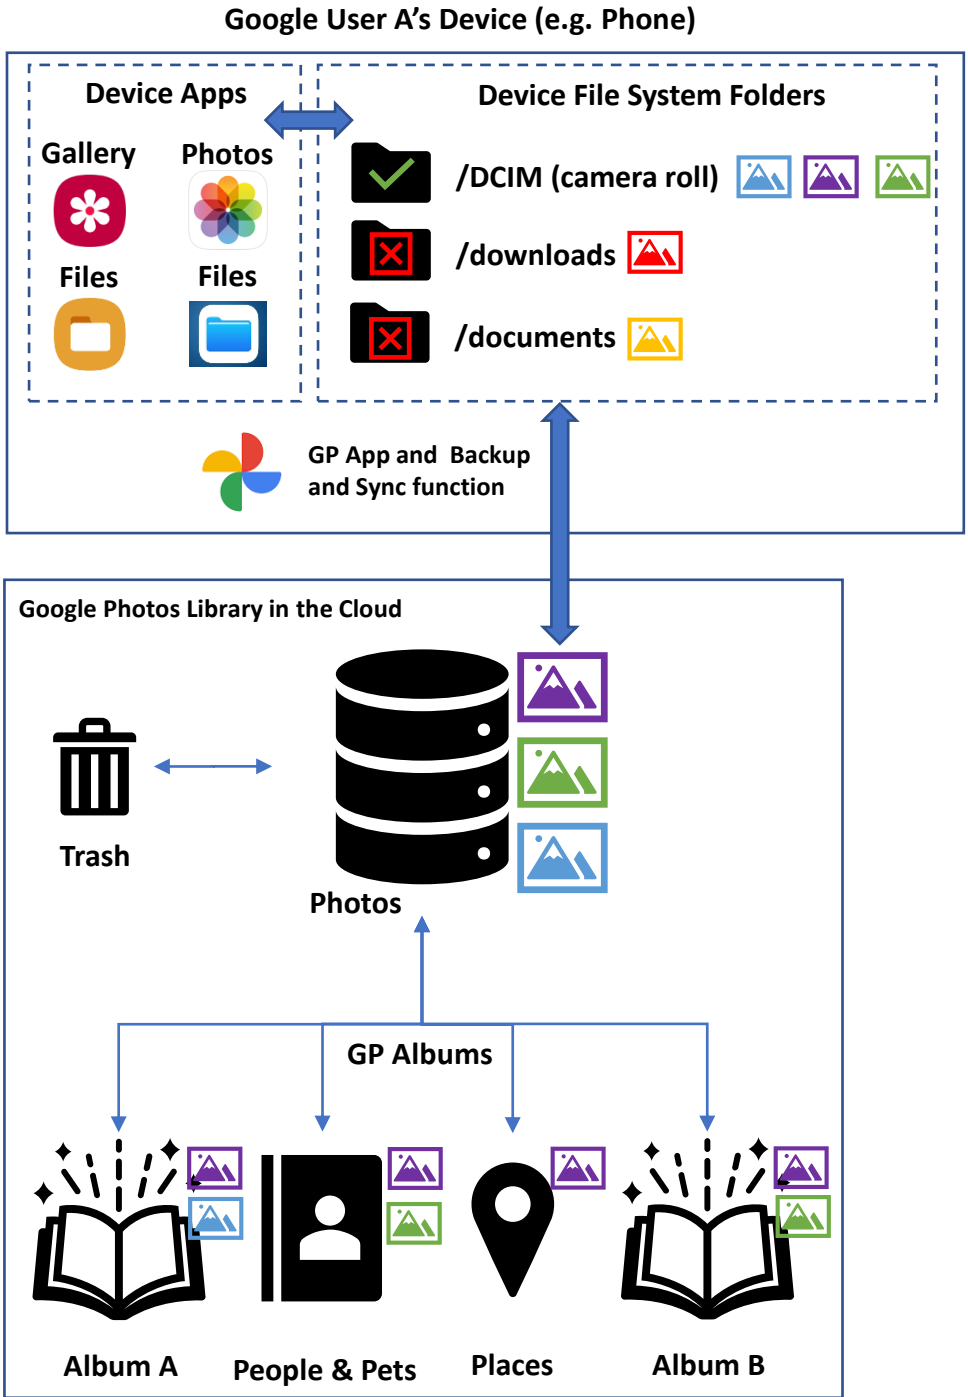 Google User A's Device (e.g. Phone)
Device Apps
Device File System Folders
Gallery
Photos
/DCIM (camera roll)
/downloads
Files
Files
/documents
GP App and Backup
and Sync function
Google Photos Library in the Cloud
Trash
Photos
GP Albums
Album A
People & Pets
Places
Album B